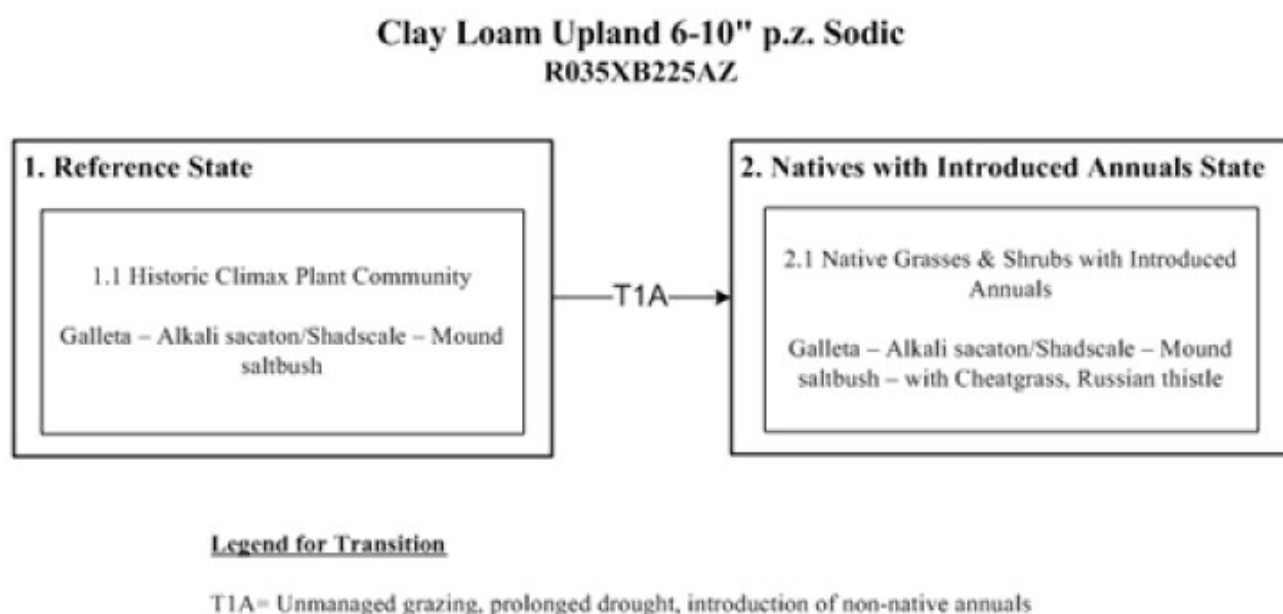 Clay Loam Upland 6-10" p.z. Sodic
R035XB225AZ
1. Reference State
1.1 Historic Climax Plant Community
Galleta – Alkali sacaton/Shadscale – Mound
saltbush
T1A
2. Natives with Introduced Annuals State
2.1 Native Grasses & Shrubs with Introduced
Annuals
Galleta – Alkali sacaton/Shadscale – Mound
saltbush – with Cheatgrass, Russian thistle
Legend for Transition
T1A= Unmanaged grazing, prolonged drought, introduction of non-native annuals